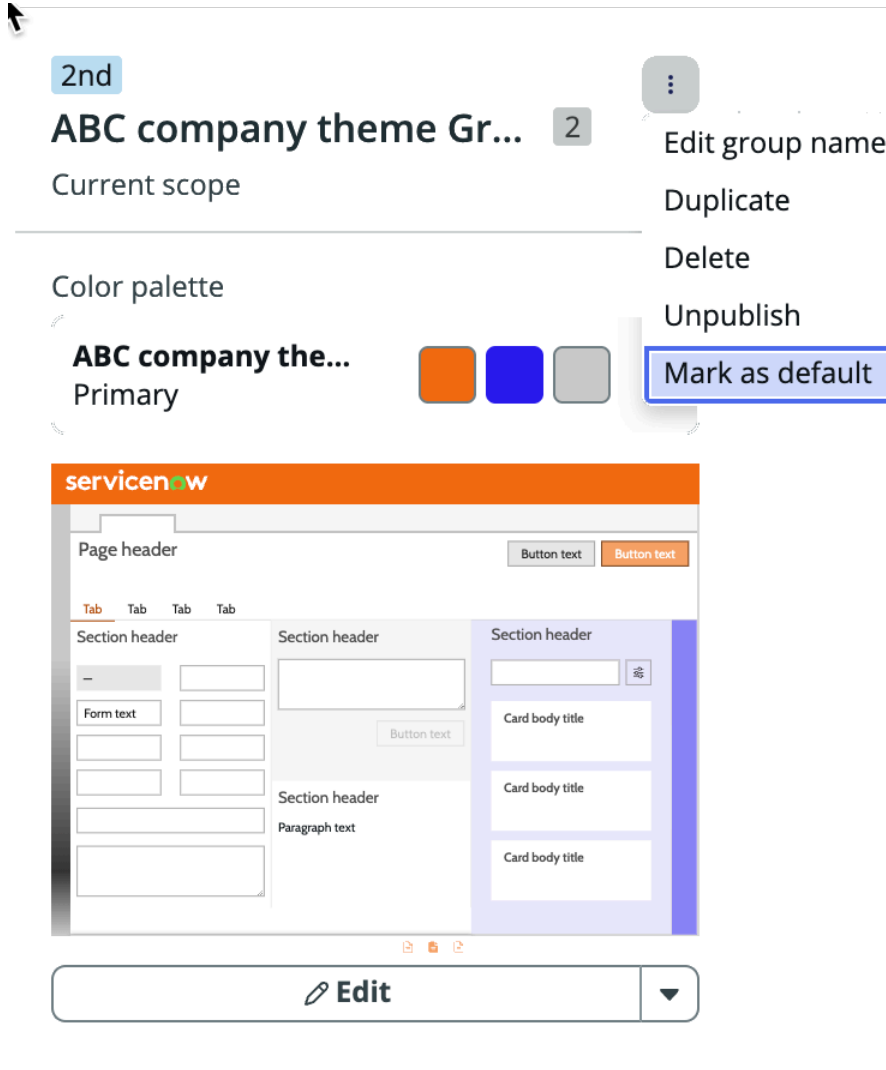 2nd
ABC company theme Gr... 2
Current scope
Edit group name
Duplicate
Delete
Unpublish
Mark as default
Color palette
ABC company the...
Primary
servicenow
Page header
Button text Button text
Tab Tab Tab Tab
Section header Section header Section header
–
Form text
Card body title
Button text
Card body title
Section header
Paragraph text
Card body title
Edit